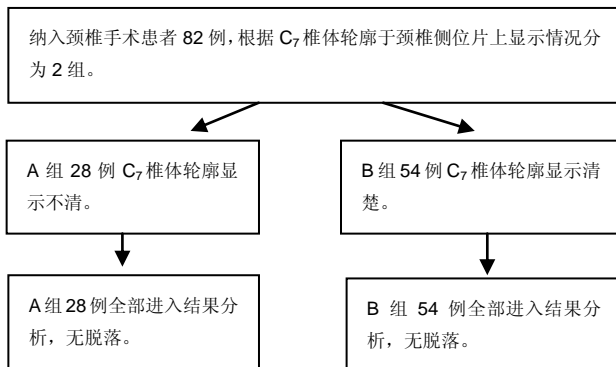 纳入颈椎手术患者 82 例，根据 C₇ 椎体轮廓于颈椎侧位片上显示情况分
为 2 组。
A 组 28 例 C₇ 椎体轮廓显
示不清。
B 组 54 例 C₇ 椎体轮廓显示清
楚。
A 组 28 例全部进入结果分
析，无脱落。
B 组 54 例全部进入结果分
析，无脱落。